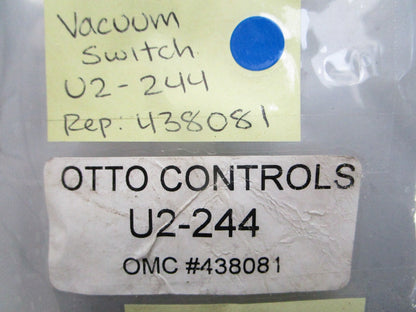 Vacuum
Switch
U2-244
Rep: 438081
OTTO CONTROLS
U2-244
OMC #438081